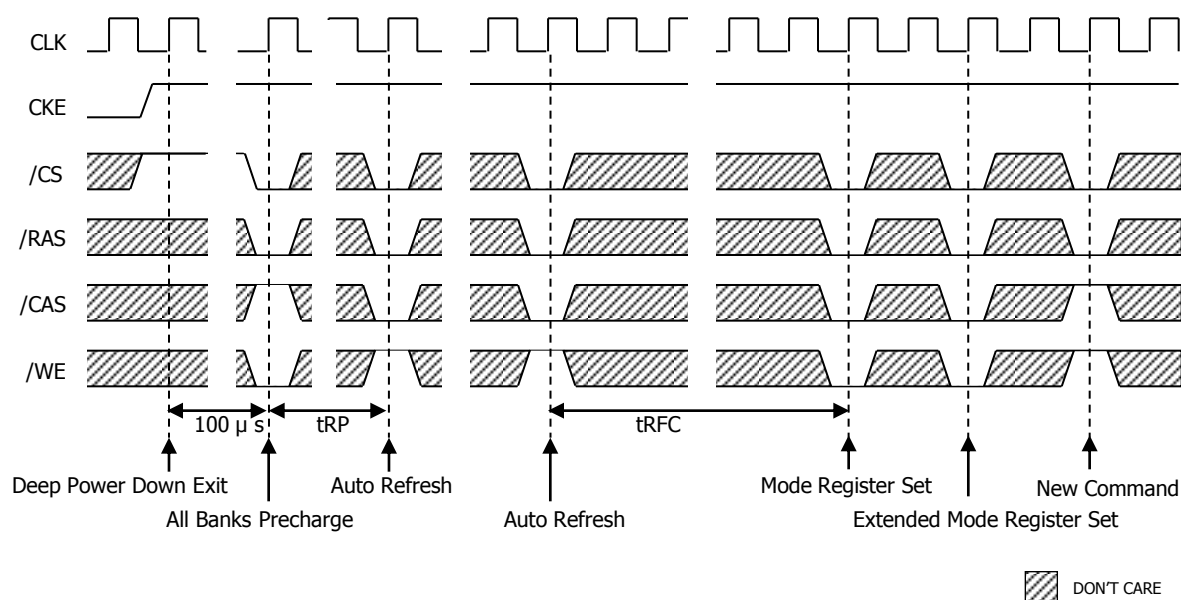 CLK
CKE
/CS
/RAS
/CAS
/WE
100 μ s
tRP
tRFC
Deep Power Down Exit
Auto Refresh
Mode Register Set
New Command
All Banks Precharge
Auto Refresh
Extended Mode Register Set
DON'T CARE